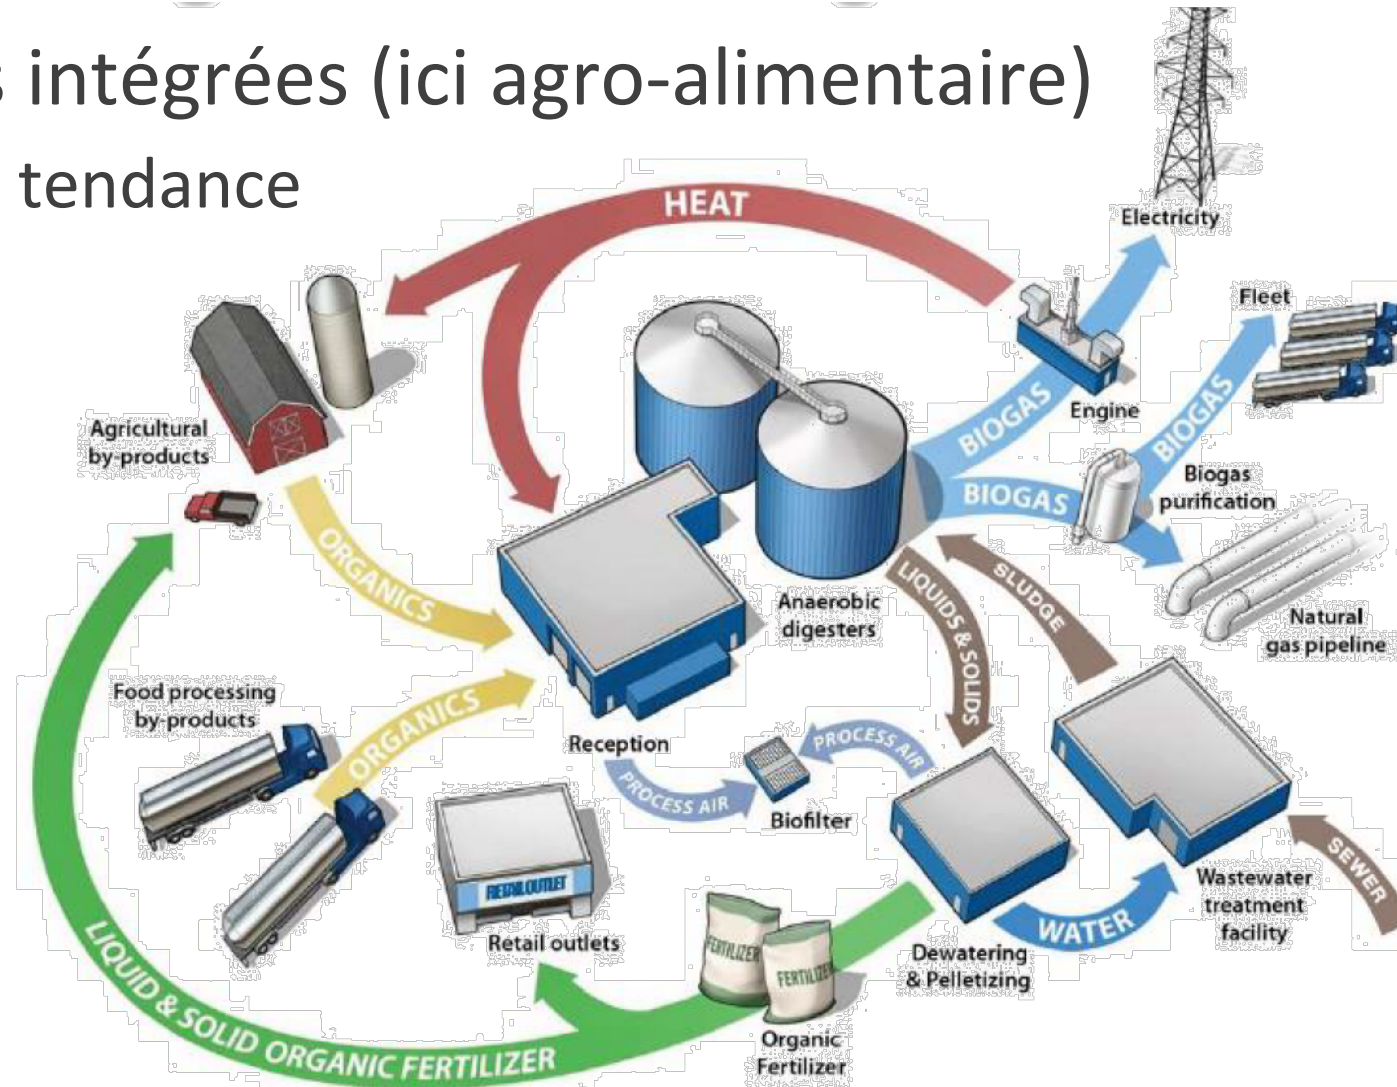 s intégrées (ici agro-alimentaire)
tendance
HEAT
Electricity
Fleet
Engine
BIOGAS
BIOGAS
BIOGAS
Biogas
purification
Natural
gas pipeline
Agricultural
by-products
ORGANICS
Anaerobic
digesters
LIQUIDS & SOLIDS
SLUDGE
Food processing
by-products
ORGANICS
Reception
PROCESS AIR
PROCESS AIR
Biofilter
RETAIL OUTLET
Retail outlets
Wastewater
treatment
facility
SEWER
WATER
Dewatering
& Pelletizing
FERTILIZER
FERTILIZER
Organic
Fertilizer
LIQUID & SOLID ORGANIC FERTILIZER